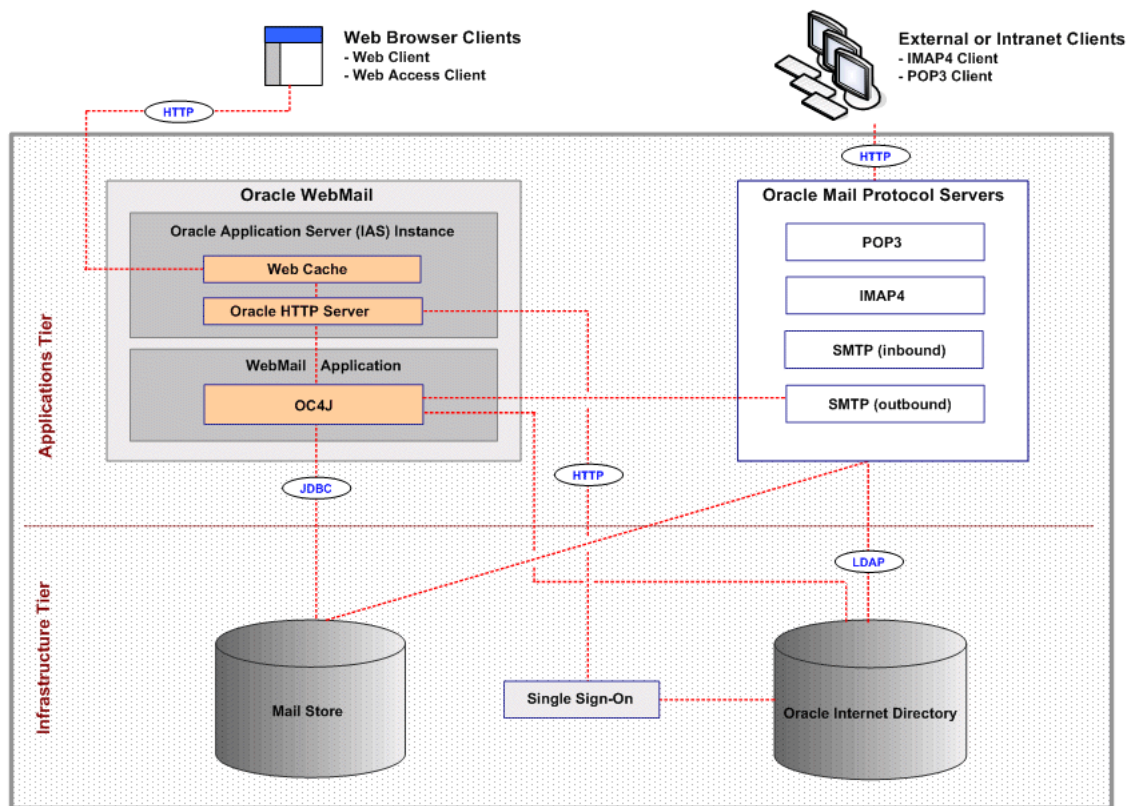 Web Browser Clients
- Web Client
- Web Access Client
External or Intranet Clients
- IMAP4 Client
- POP3 Client
HTTP
HTTP
Applications Tier
Oracle WebMail
Oracle Application Server (IAS) Instance
Web Cache
Oracle HTTP Server
WebMail Application
OC4J
Oracle Mail Protocol Servers
POP3
IMAP4
SMTP (inbound)
SMTP (outbound)
JDBC
HTTP
LDAP
Infrastructure Tier
Mail Store
Single Sign-On
Oracle Internet Directory